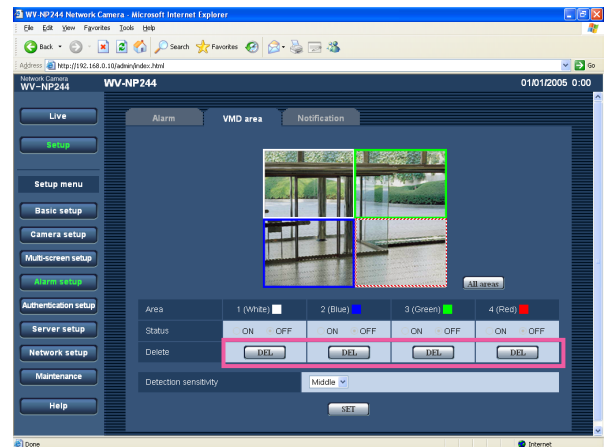 WV-NP244 Network Camera - Microsoft Internet Explorer
File Edit View Favorites Tools Help
Back Search Favorites
Address http://192.168.0.10/admin/index.html Go
Network Camera
WV-NP244
WV-NP244 01/01/2005 0:00
Live
Setup
Setup menu
Basic setup
Camera setup
Multi-screen setup
Alarm setup
Authentication setup
Server setup
Network setup
Maintenance
Help
Alarm VMD area Notification
All areas
Area 1 (White) 2 (Blue) 3 (Green) 4 (Red)
Status ON OFF ON OFF ON OFF ON OFF
Delete DEL DEL DEL DEL
Detection sensitivity Middle
SET
Done Internet